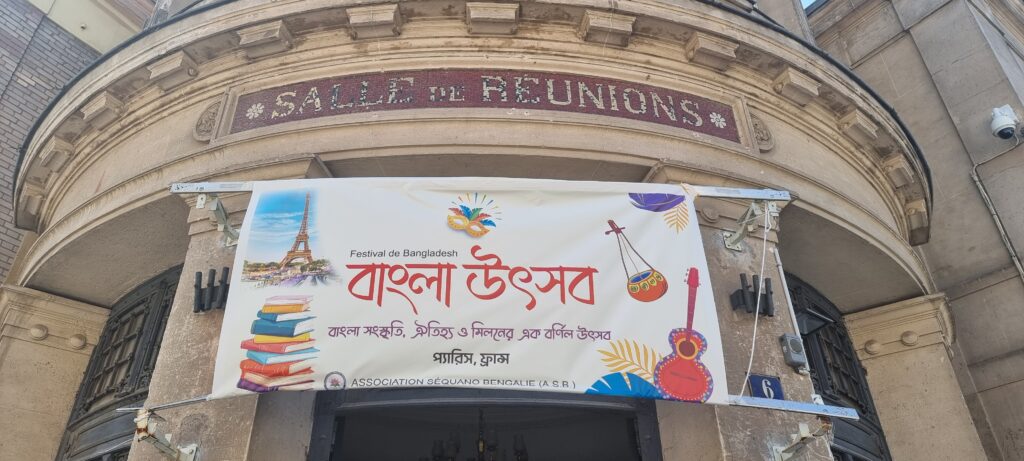 SALLE DE REUNIONS
Festival de Bangladesh
বাংলা উৎসব
বাংলা সংস্কৃতি, ঐতিহ্য ও মিলনের এক বর্ণিল উৎসব
প্যারিস, ফ্রান্স
ASSOCIATION SÉQUANO BENGALIE (A.S.B.)
6